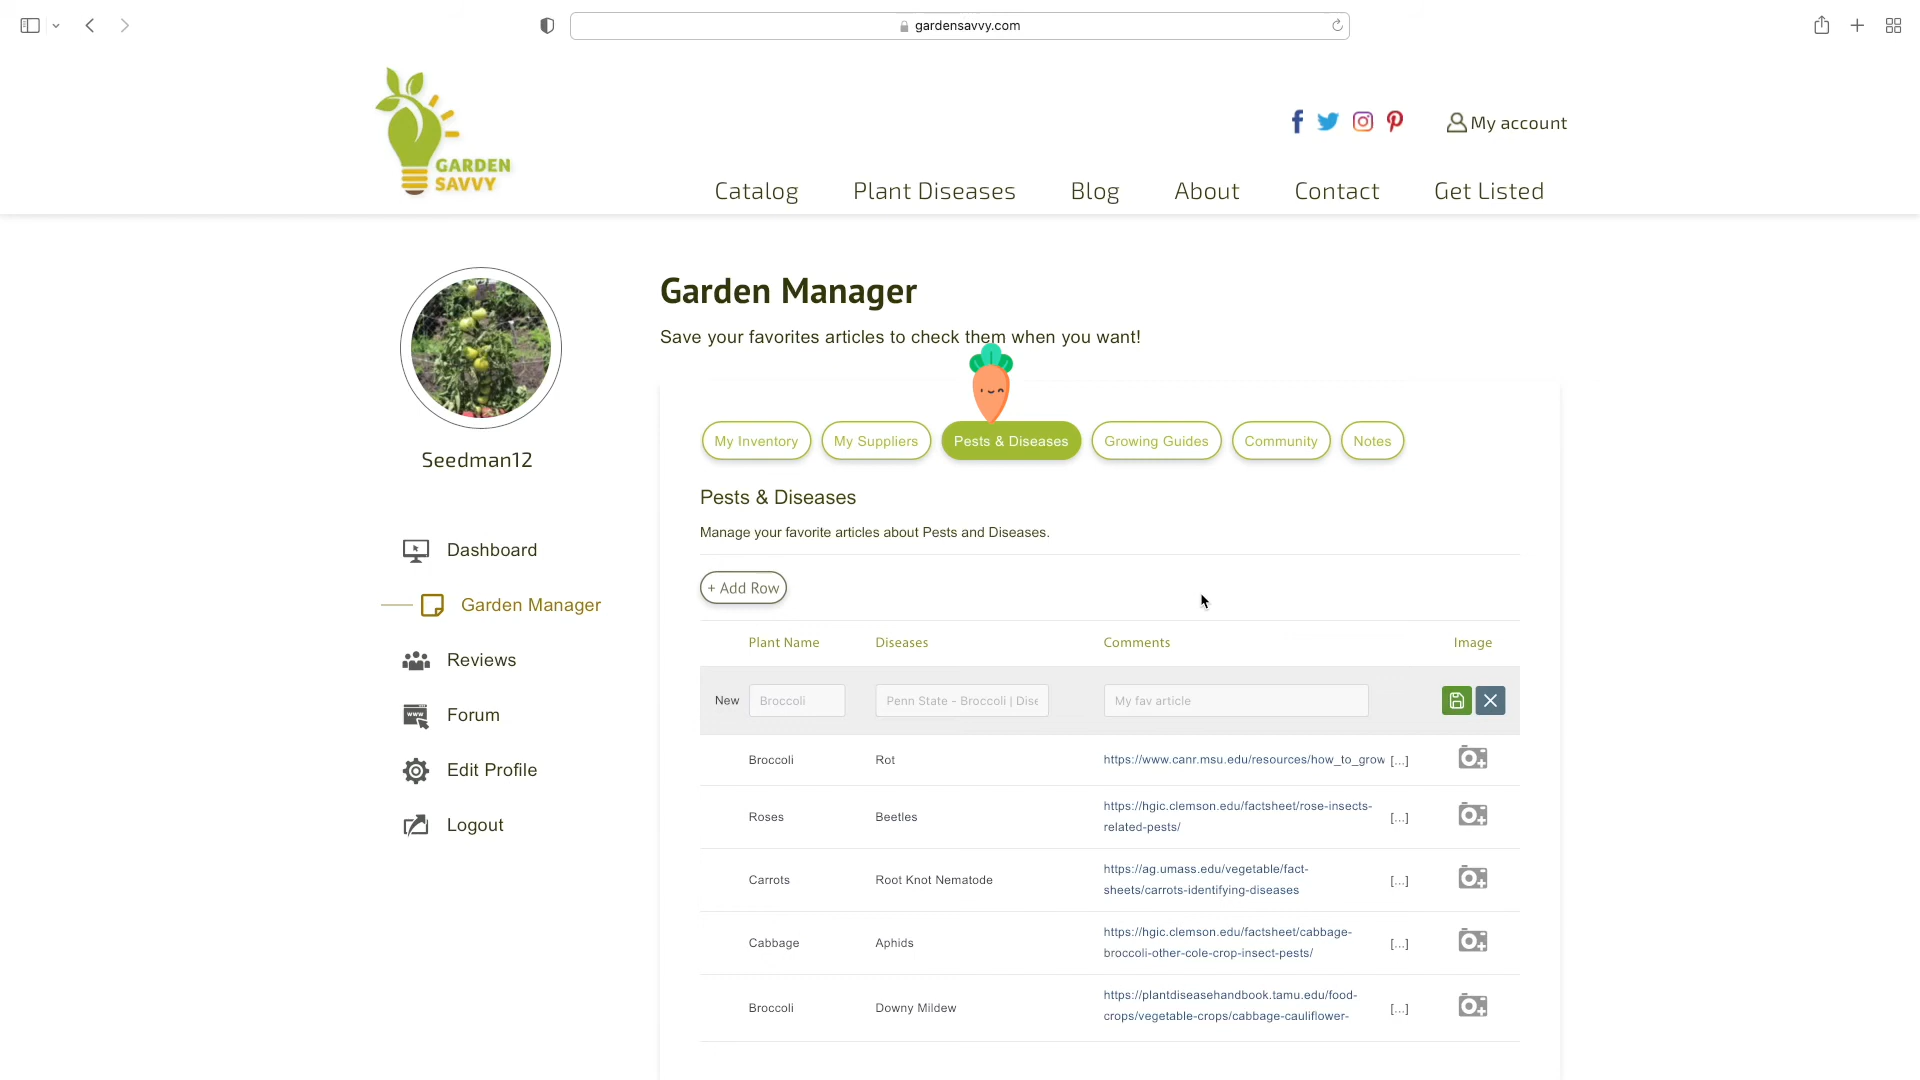 gardensavvy.com
GARDEN
SAVVY
My account
Catalog
Plant Diseases
Blog
About
Contact
Get Listed
Seedman12
Dashboard
Garden Manager
Reviews
WWW
Forum
Edit Profile
Logout
Garden Manager
Save your favorites articles to check them when you want!
My Inventory
My Suppliers
Pests & Diseases
Growing Guides
Community
Notes
Pests & Diseases
Manage your favorite articles about Pests and Diseases.
+ Add Row
Plant Name
Diseases
Comments
Image
New
Broccoli
Penn State - Broccoli | Dise
My fav article
Broccoli
Rot
https://www.canr.msu.edu/resources/how_to_grow
[...]
Roses
Beetles
https://hgic.clemson.edu/factsheet/rose-insects-
related-pests/
[...]
Carrots
Root Knot Nematode
https://ag.umass.edu/vegetable/fact-
sheets/carrots-identifying-diseases
[...]
Cabbage
Aphids
https://hgic.clemson.edu/factsheet/cabbage-
broccoli-other-cole-crop-insect-pests/
[...]
Broccoli
Downy Mildew
https://plantdiseasehandbook.tamu.edu/food-
crops/vegetable-crops/cabbage-cauliflower-
[...]